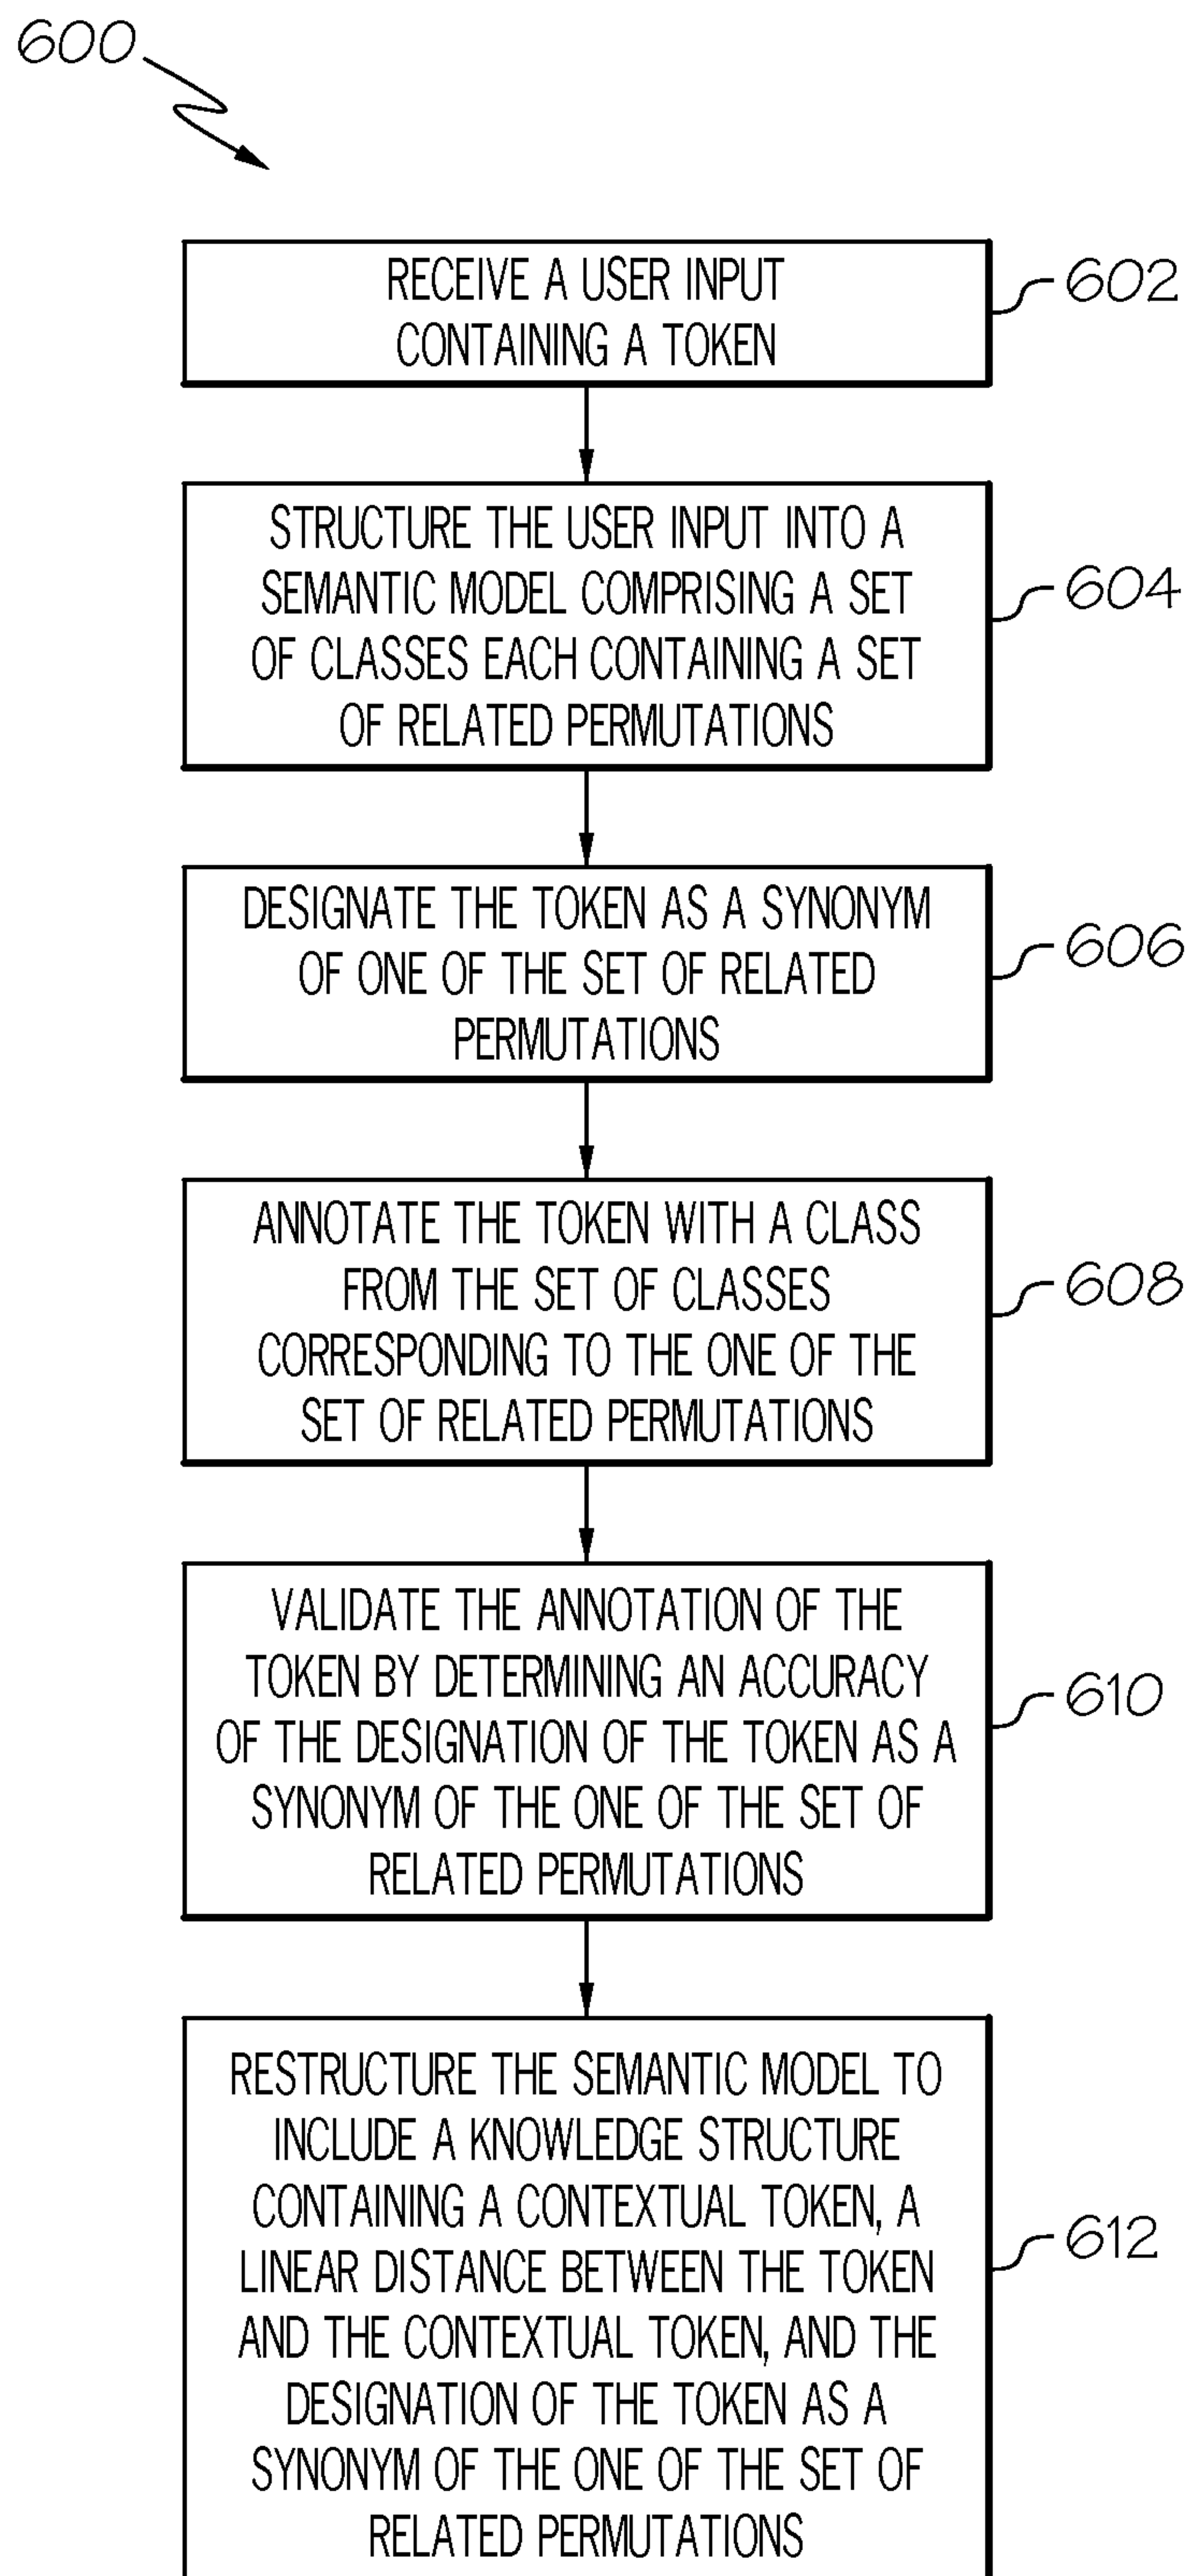 600
RECEIVE A USER INPUT
CONTAINING A TOKEN
602
STRUCTURE THE USER INPUT INTO A
SEMANTIC MODEL COMPRISING A SET
OF CLASSES EACH CONTAINING A SET
OF RELATED PERMUTATIONS
604
DESIGNATE THE TOKEN AS A SYNONYM
OF ONE OF THE SET OF RELATED
PERMUTATIONS
606
ANNOTATE THE TOKEN WITH A CLASS
FROM THE SET OF CLASSES
CORRESPONDING TO THE ONE OF THE
SET OF RELATED PERMUTATIONS
608
VALIDATE THE ANNOTATION OF THE
TOKEN BY DETERMINING AN ACCURACY
OF THE DESIGNATION OF THE TOKEN AS A
SYNONYM OF THE ONE OF THE SET OF
RELATED PERMUTATIONS
610
RESTRUCTURE THE SEMANTIC MODEL TO
INCLUDE A KNOWLEDGE STRUCTURE
CONTAINING A CONTEXTUAL TOKEN, A
LINEAR DISTANCE BETWEEN THE TOKEN
AND THE CONTEXTUAL TOKEN, AND THE
DESIGNATION OF THE TOKEN AS A
SYNONYM OF THE ONE OF THE SET OF
RELATED PERMUTATIONS
612